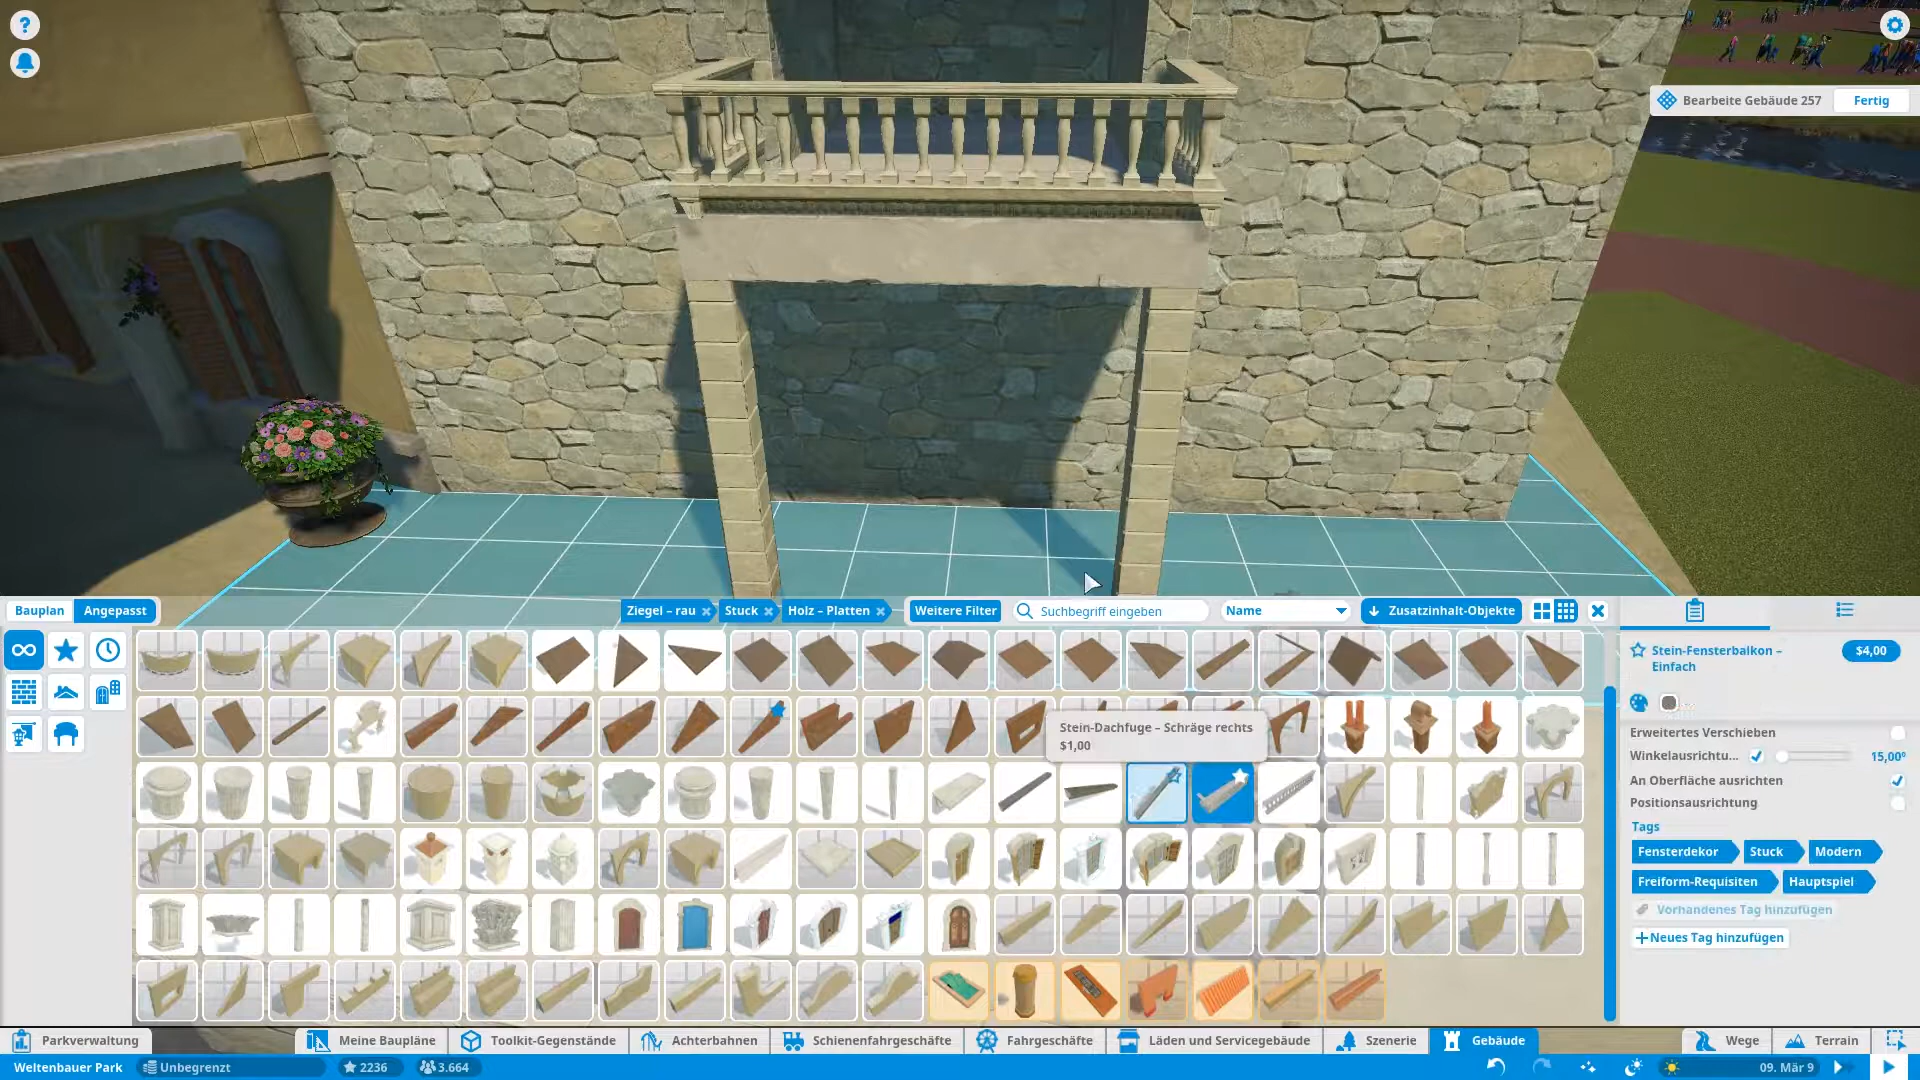 ?
Bearbeite Gebäude 257
Fertig
Bauplan
Angepasst
Ziegel – rau ×
Stuck ×
Holz – Platten ×
Weitere Filter
Suchbegriff eingeben
Name
Zusatzinhalt-Objekte
Stein-Fensterbalkon – Einfach
$4,00
Erweitertes Verschieben
Winkelausrichtu...
15,00°
An Oberfläche ausrichten
Positionsausrichtung
Tags
Fensterdekor
Stuck
Modern
Freiform-Requisiten
Hauptspiel
Vorhandenes Tag hinzufügen
+Neues Tag hinzufügen
Stein-Dachfuge – Schräge rechts
$1,00
Parkverwaltung
Meine Baupläne
Toolkit-Gegenstände
Achterbahnen
Schienenfahrgeschäfte
Fahrgeschäfte
Läden und Servicegebäude
Szenerie
Gebäude
Wege
Terrain
Weltenbauer Park
Unbegrenzt
2236
3.664
09. Mär 9